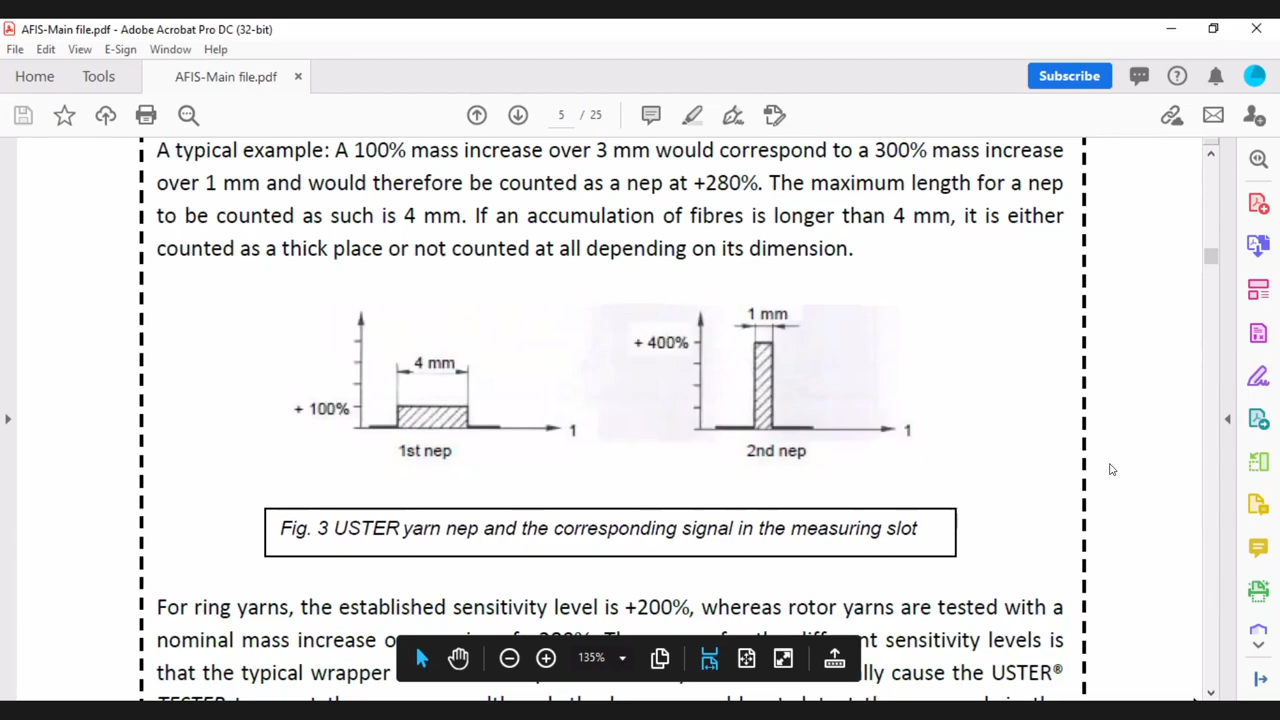 AFIS-Main file.pdf - Adobe Acrobat Pro DC (32-bit)
File Edit View E-Sign Window Help
Home Tools AFIS-Main file.pdf × Subscribe
5 / 25
A typical example: A 100% mass increase over 3 mm would correspond to a 300% mass increase
over 1 mm and would therefore be counted as a nep at +280%. The maximum length for a nep
to be counted as such is 4 mm. If an accumulation of fibres is longer than 4 mm, it is either
counted as a thick place or not counted at all depending on its dimension.
4 mm
+ 100%
1
1st nep
1 mm
+ 400%
1
2nd nep
Fig. 3 USTER yarn nep and the corresponding signal in the measuring slot
For ring yarns, the established sensitivity level is +200%, whereas rotor yarns are tested with a
nominal mass increase sensitivity levels is
that the typical wrapper cause the USTER®
135%